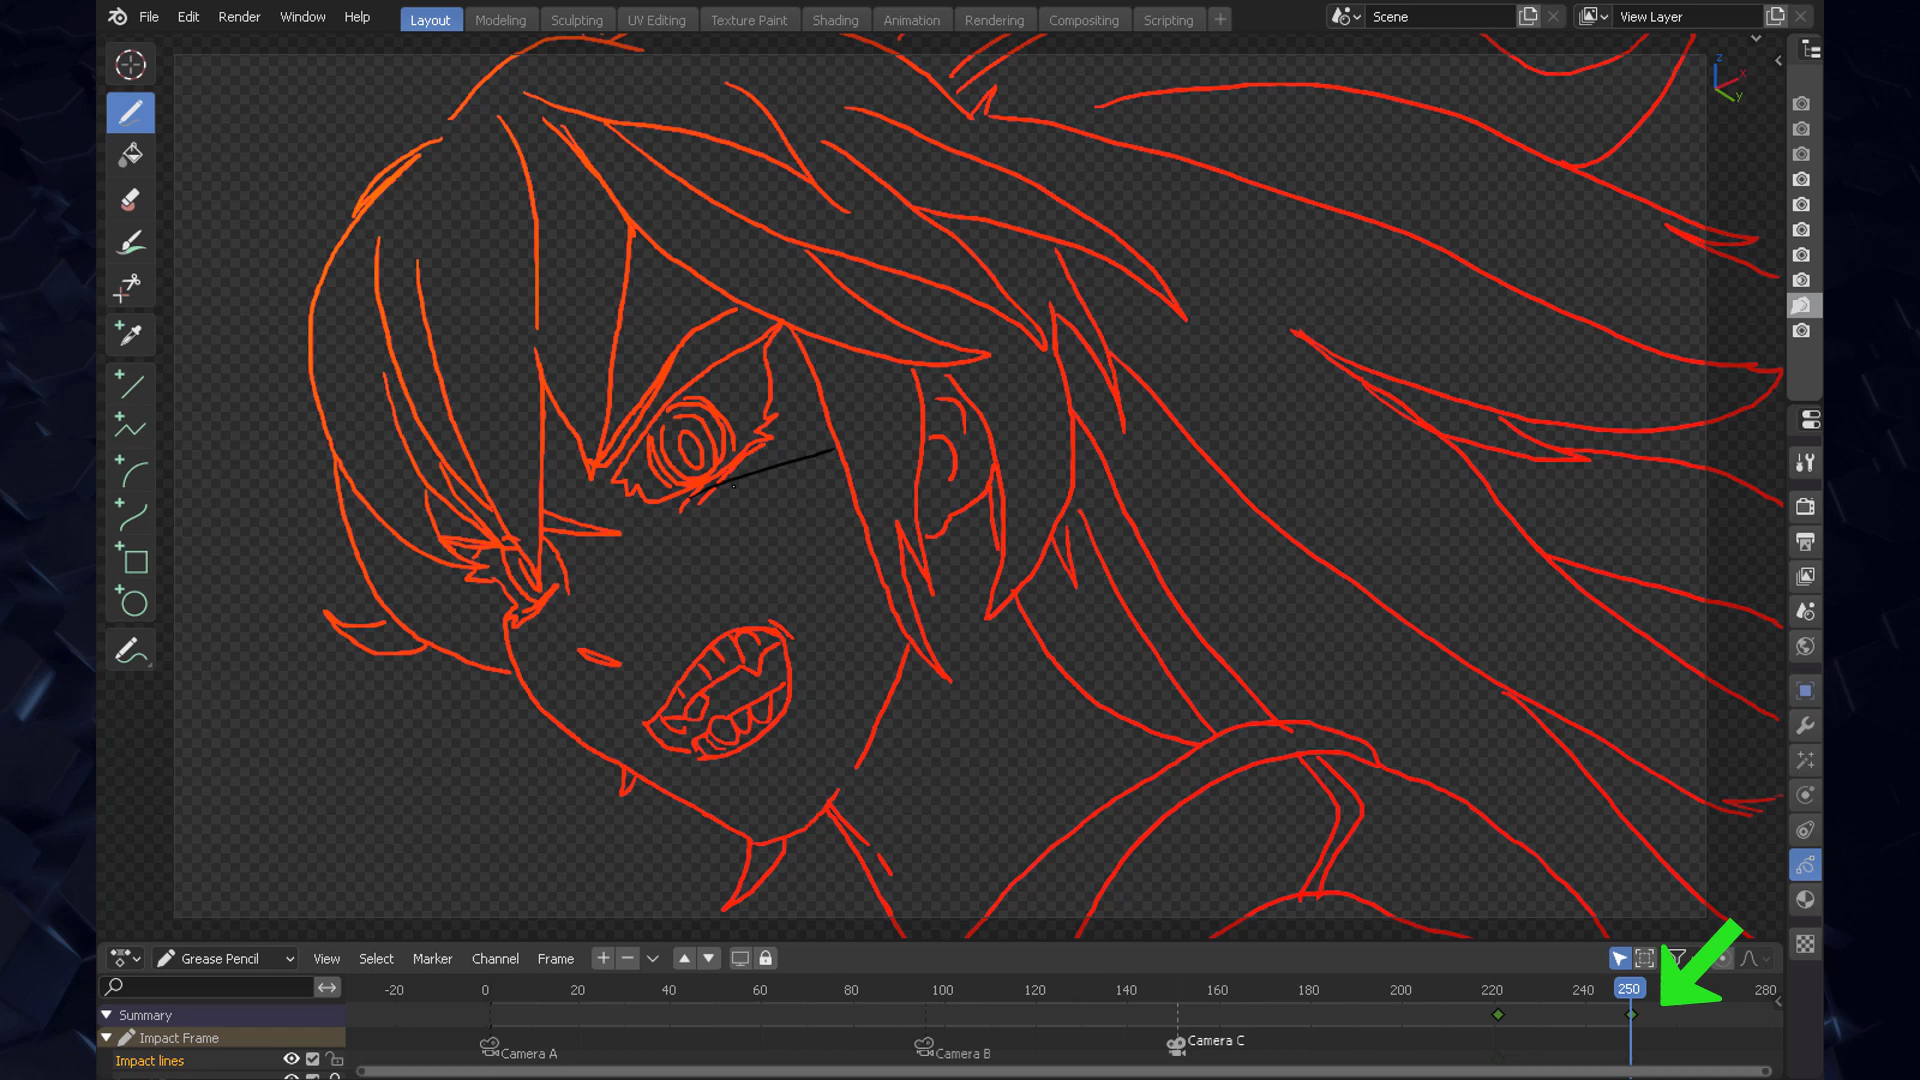 File Edit Render Window Help Layout Modeling Sculpting UV Editing Texture Paint Shading Animation Rendering Compositing Scripting + Scene View Layer
Z
X
Y
Grease Pencil View Select Marker Channel Frame
-20 0 20 40 60 80 100 120 140 160 180 200 220 240 250 280
Summary
Impact Frame
Camera A Camera B Camera C
Impact lines